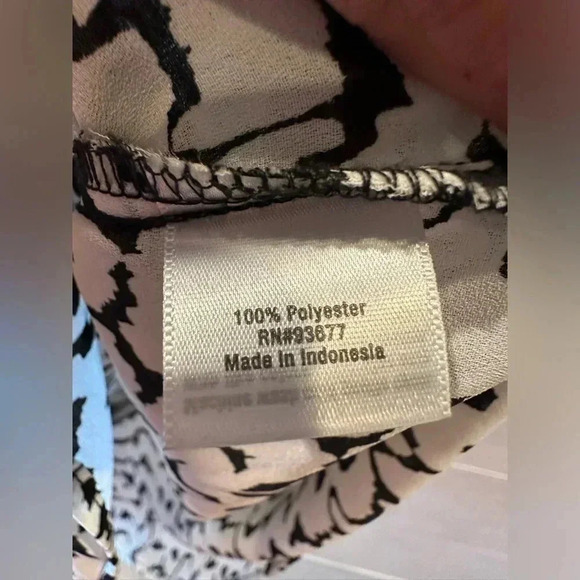 100% Polyester
RN#93677
Made In Indonesia